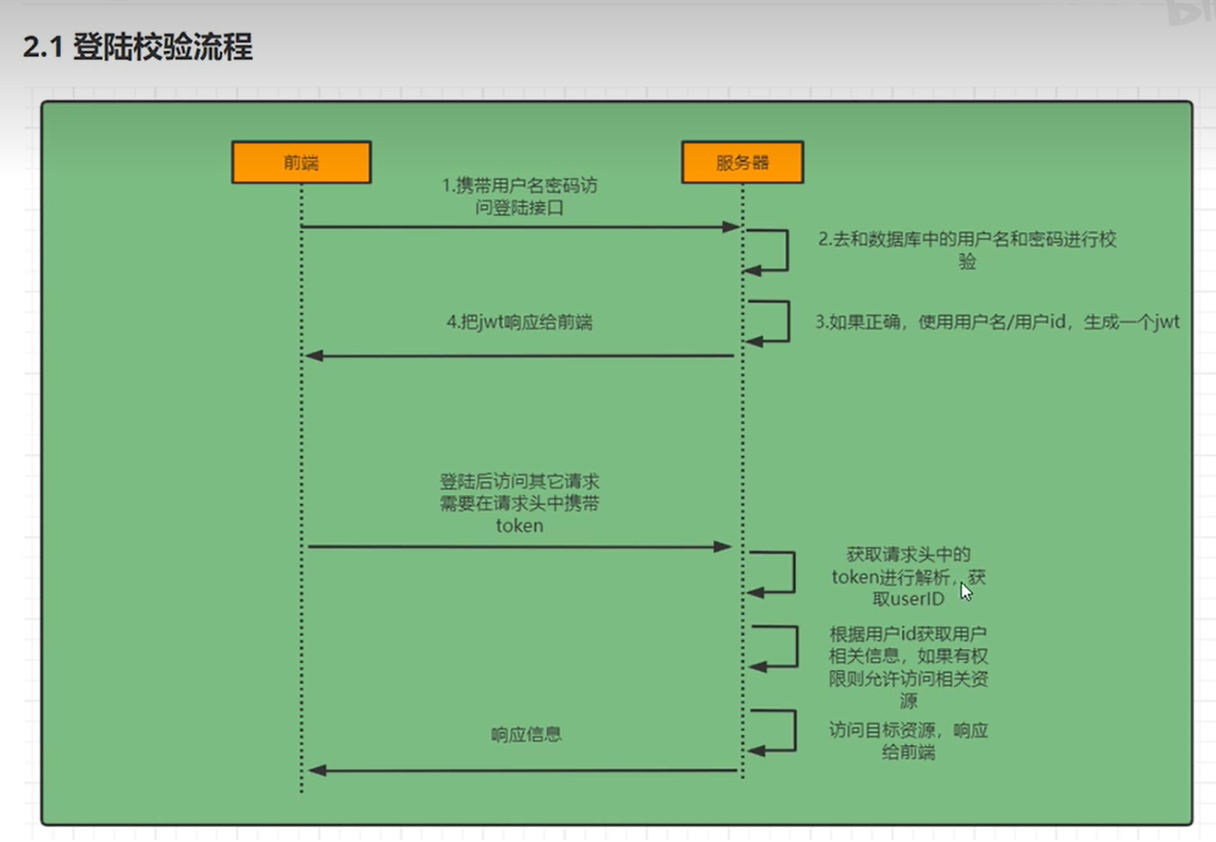 2.1 登陆校验流程
前端
服务器
1.携带用户名密码访
问登陆接口
2.去和数据库中的用户名和密码进行校
验
4.把jwt响应给前端
3.如果正确，使用用户名/用户id，生成一个jwt
登陆后访问其它请求
需要在请求头中携带
token
获取请求头中的
token进行解析，获
取userID
根据用户id获取用户
相关信息，如果有权
限则允许访问相关资
源
响应信息
访问目标资源，响应
给前端